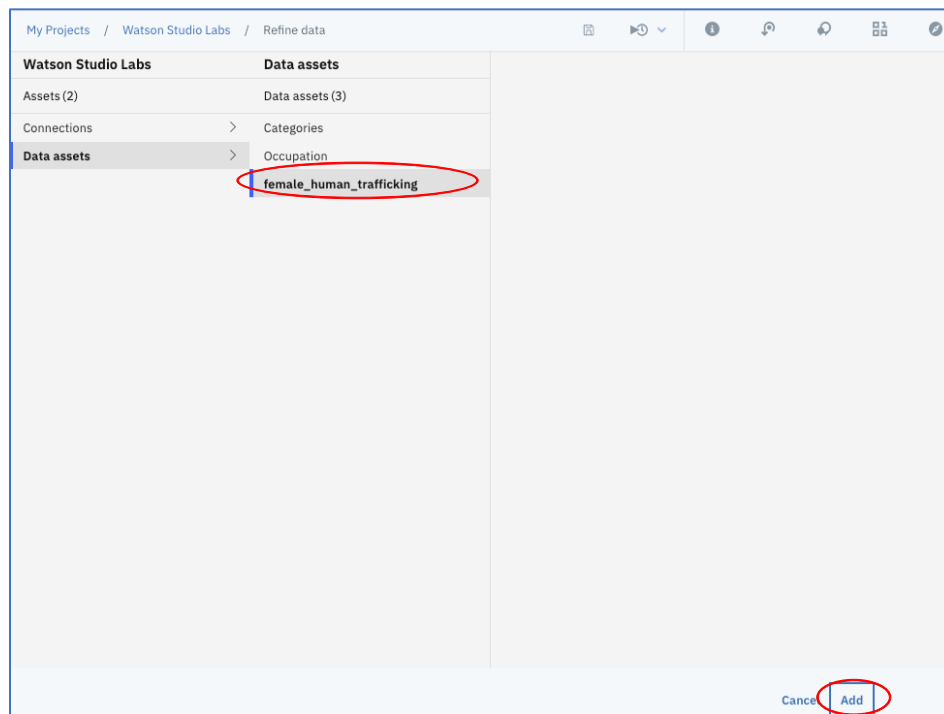 My Projects / Watson Studio Labs / Refine data
Watson Studio Labs
Assets (2)
Connections
Data assets
Data assets
Data assets (3)
Categories
Occupation
female_human_trafficking
Cancel Add